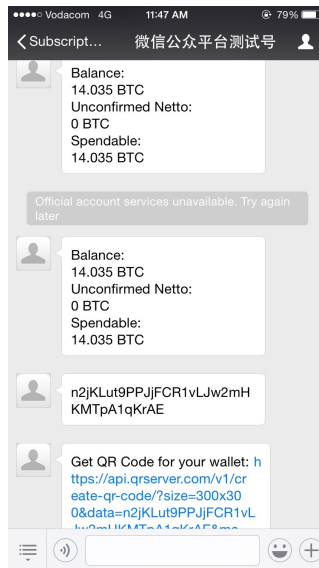 Vodacom 4G 11:47 AM 79%
Subscript... 微信公众平台测试号
Balance:
14.035 BTC
Unconfirmed Netto:
0 BTC
Spendable:
14.035 BTC
Official account services unavailable. Try again
later
Balance:
14.035 BTC
Unconfirmed Netto:
0 BTC
Spendable:
14.035 BTC
n2jKLut9PPJjFCR1vLJw2mH
KMTpA1qKrAE
Get QR Code for your wallet: h
ttps://api.qrserver.com/v1/cr
eate-qr-code/?size=300x30
0&data=n2jKLut9PPJjFCR1vL
Jw2mHKMTpA1qKrAE&me